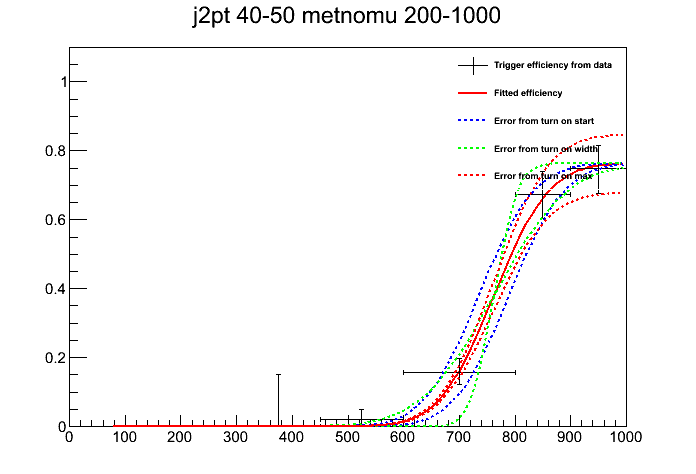 j2pt 40-50 metnomu 200-1000
Trigger efficiency from data
Fitted efficiency
Error from turn on start
Error from turn on width
Error from turn on max
1
0.8
0.6
0.4
0.2
0
0 100 200 300 400 500 600 700 800 900 1000